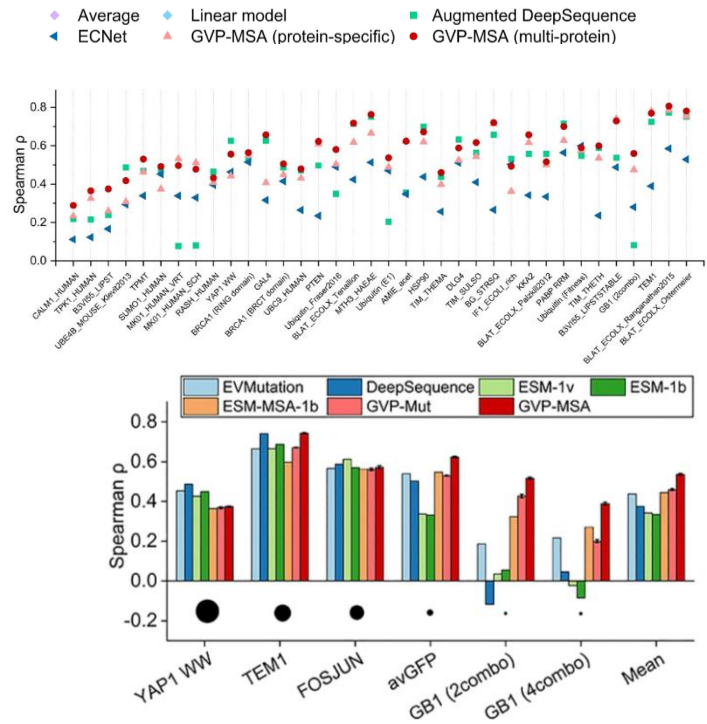 Average Linear model Augmented DeepSequence
ECNet GVP-MSA (protein-specific) GVP-MSA (multi-protein)
Spearman ρ
0.8
0.6
0.4
0.2
0.0
CALM1_HUMAN
TPK1_HUMAN
B3VI55_LIPST
UBE4B_MOUSE_Klevit2013
TPMT
SUMO1_HUMAN
MK01_HUMAN_VRT
MK01_HUMAN_SCH
RASH_HUMAN
YAP1 WW
BRCA1 (RING domain)
GAL4
BRCA1 (BRCT domain)
UBC9_HUMAN
PTEN
Ubiquitin_Fraser2016
BLAT_ECOLX_Tenaillon
MTH3_HAEAE
Ubiquitin (E1)
AMIE_acet
HSP90
TIM_THEMA
DLG4
TIM_SULSO
BG_STRSQ
IF1_ECOLI_rich
KKA2
BLAT_ECOLX_Palzkill2012
PABP RRM
Ubiquitin (Fitness)
TIM_THETH
B3VI55_LIPSTSTABLE
GB1 (2combo)
TEM1
BLAT_ECOLX_Ranganathan2015
BLAT_ECOLX_Ostermeier
EVMutation DeepSequence ESM-1v ESM-1b
ESM-MSA-1b GVP-Mut GVP-MSA
Spearman ρ
0.8
0.6
0.4
0.2
0.0
-0.2
YAP1 WW
TEM1
FOSJUN
avGFP
GB1 (2combo)
GB1 (4combo)
Mean